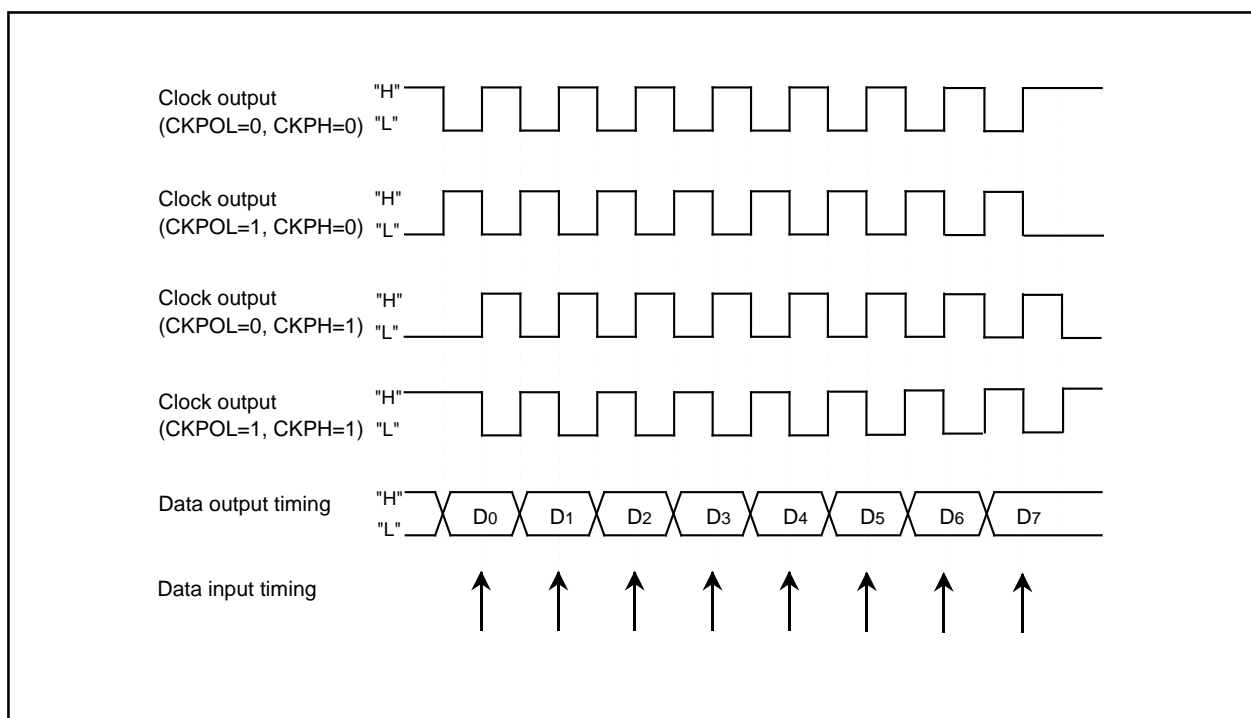 Clock output "H"
(CKPOL=0, CKPH=0) "L"
Clock output "H"
(CKPOL=1, CKPH=0) "L"
Clock output "H"
(CKPOL=0, CKPH=1) "L"
Clock output "H"
(CKPOL=1, CKPH=1) "L"
Data output timing "H"
"L"
D0 D1 D2 D3 D4 D5 D6 D7
Data input timing